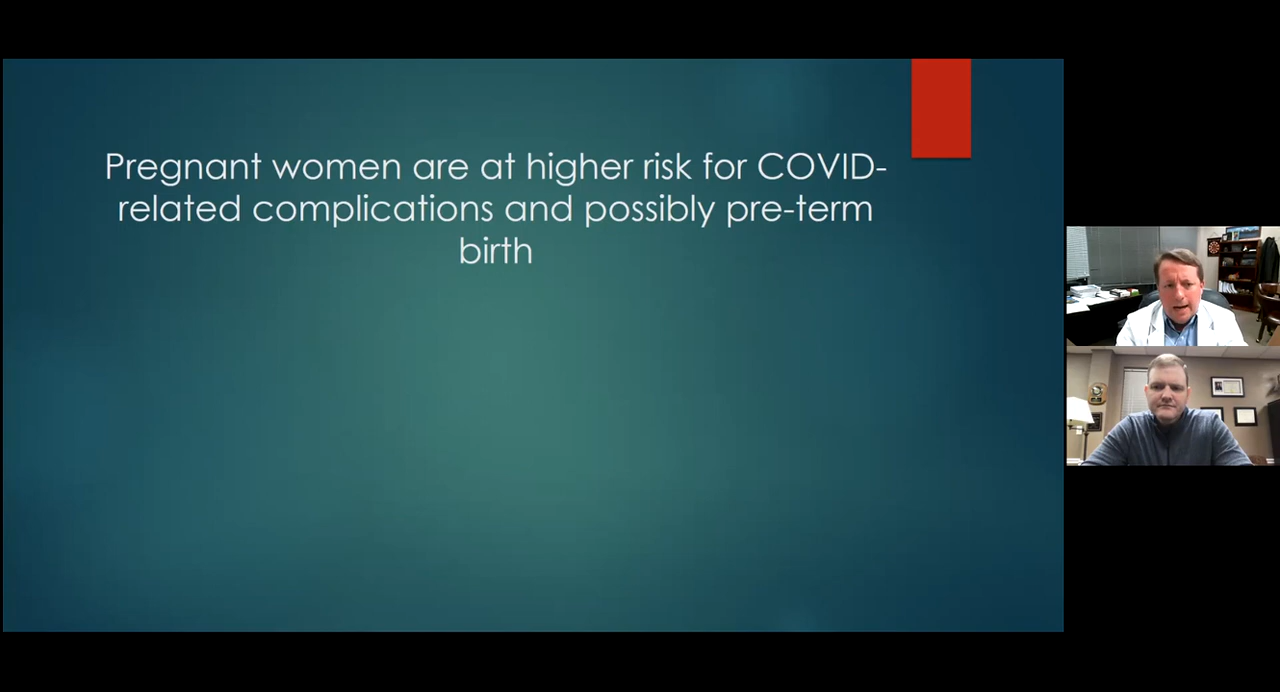 Pregnant women are at higher risk for COVID-
related complications and possibly pre-term
birth